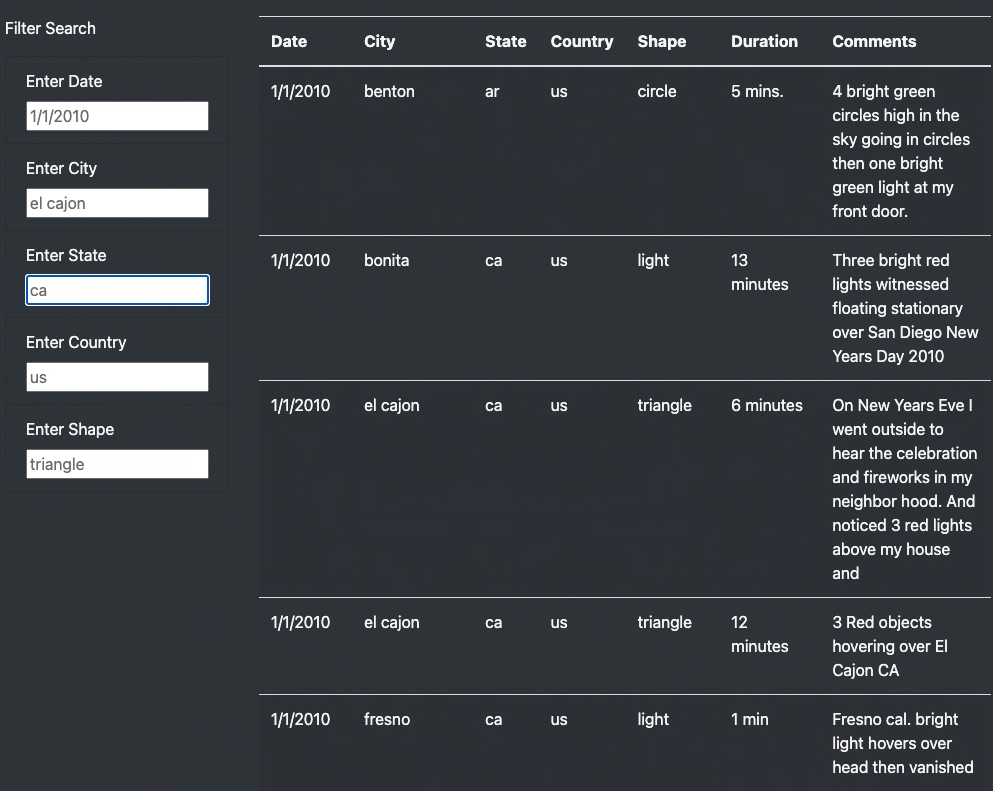 Filter Search
Enter Date
1/1/2010
Enter City
el cajon
Enter State
ca
Enter Country
us
Enter Shape
triangle
Date City State Country Shape Duration Comments
1/1/2010 benton ar us circle 5 mins. 4 bright green
circles high in the
sky going in circles
then one bright
green light at my
front door.
1/1/2010 bonita ca us light 13 Three bright red
minutes lights witnessed
floating stationary
over San Diego New
Years Day 2010
1/1/2010 el cajon ca us triangle 6 minutes On New Years Eve I
went outside to
hear the celebration
and fireworks in my
neighbor hood. And
noticed 3 red lights
above my house
and
1/1/2010 el cajon ca us triangle 12 3 Red objects
minutes hovering over El
Cajon CA
1/1/2010 fresno ca us light 1 min Fresno cal. bright
light hovers over
head then vanished